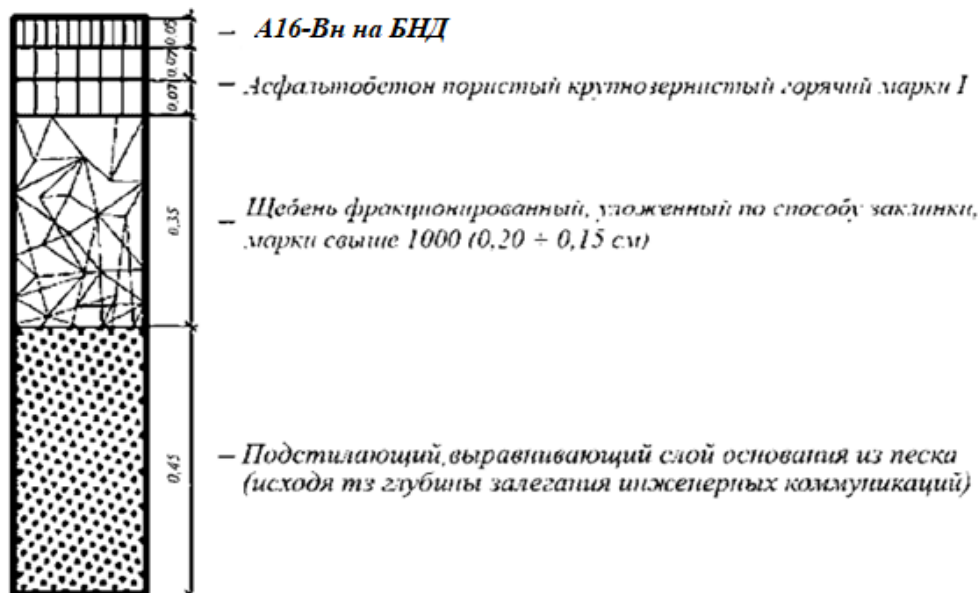 0.05
– А16-Вн на БНД
0.07
0.07
– Асфальтобетон пористый крупнозернистый горячий марки I
0,35
– Щебень фракционированный, уложенный по способу заклинки,
марки свыше 1000 (0,20 + 0,15 см)
0,45
– Подстилающий,выравнивающий слой основания из песка
(исходя тз глубины залегания инженерных коммуникаций)